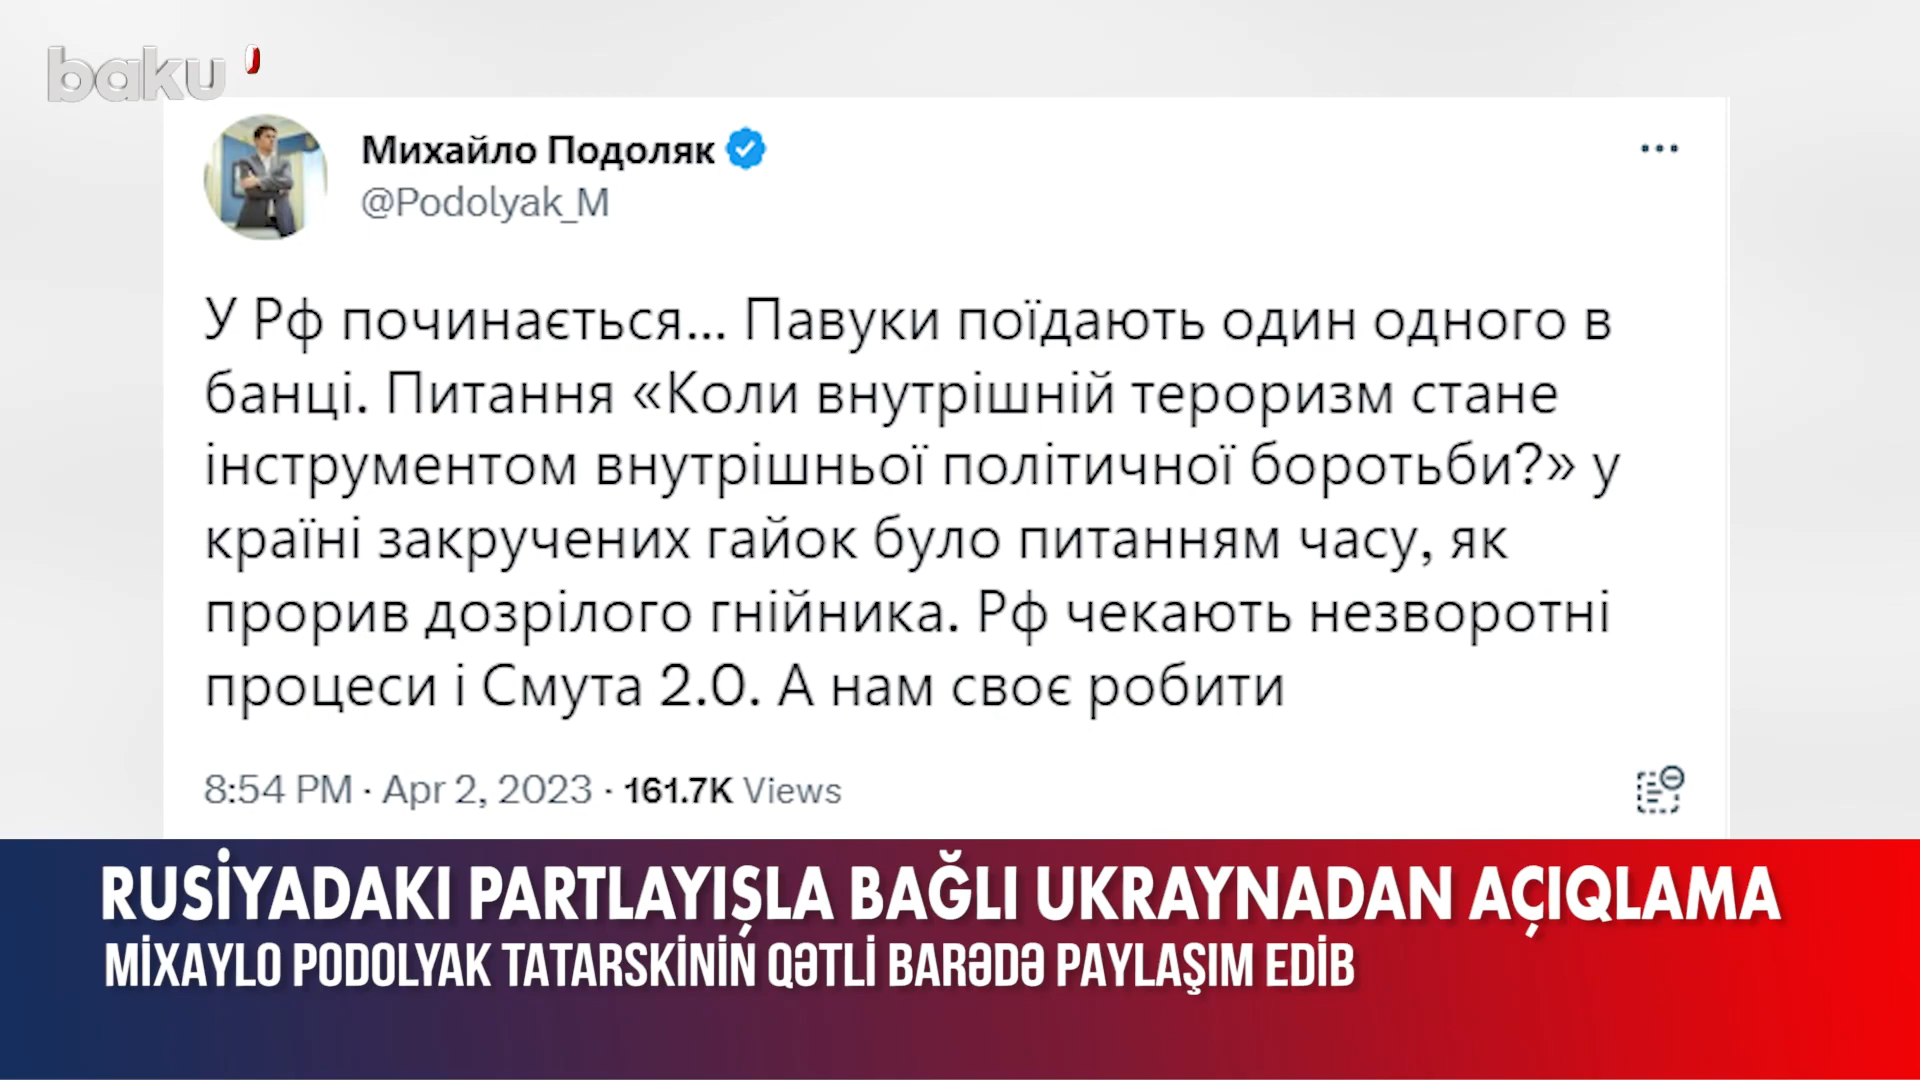 baku
Михайло Подоляк
@Podolyak_M
У Рф починається... Павуки поїдають один одного в
банці. Питання «Коли внутрішній тероризм стане
інструментом внутрішньої політичної боротьби?» у
країні закручених гайок було питанням часу, як
прорив дозрілого гнійника. Рф чекають незворотні
процеси і Смута 2.0. А нам своє робити
8:54 PM · Apr 2, 2023 · 161.7K Views
RUSİYADAKI PARTLAYIŞLA BAĞLI UKRAYNADAN AÇIQLAMA
MİXAYLO PODOLYAK TATARSKİNİN QƏTLİ BARƏDƏ PAYLAŞIM EDİB